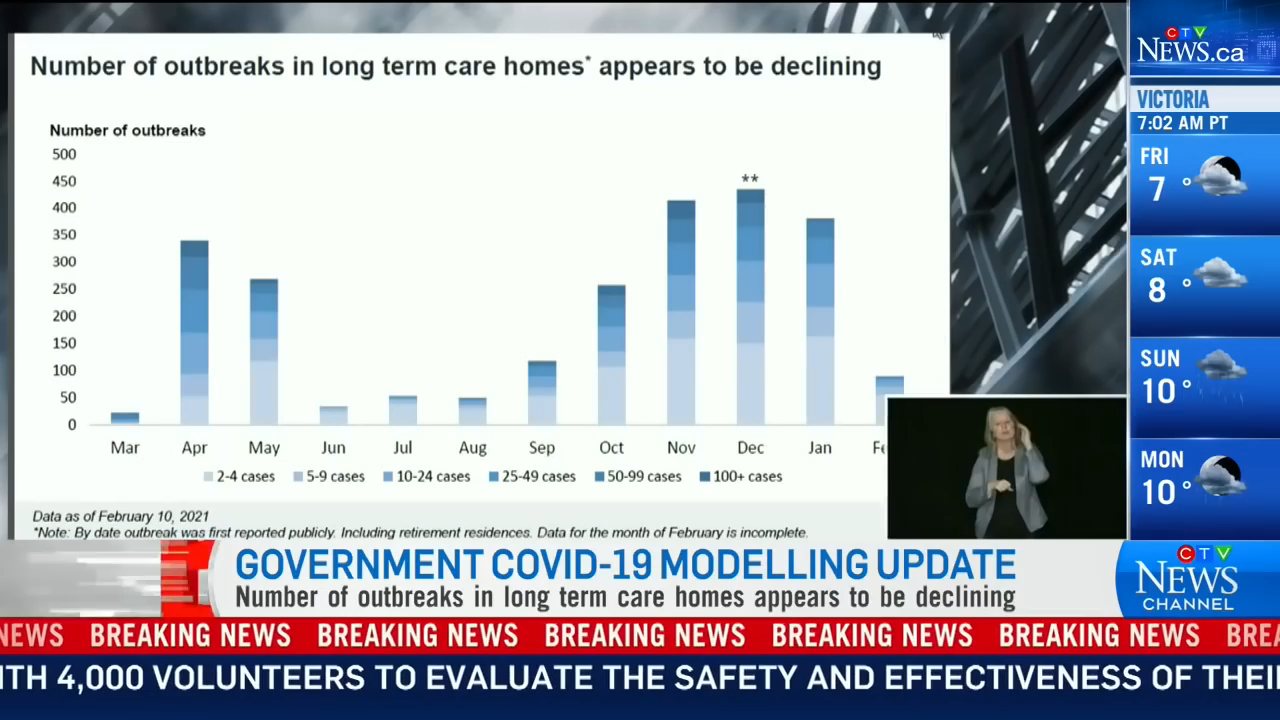 Number of outbreaks in long term care homes* appears to be declining
Number of outbreaks
500
450
400
350
300
250
200
150
100
50
0
**
Mar Apr May Jun Jul Aug Sep Oct Nov Dec Jan
2-4 cases 5-9 cases 10-24 cases 25-49 cases 50-99 cases 100+ cases
Data as of February 10, 2021
*Note: By date outbreak was first reported publicly. Including retirement residences. Data for the month of February is incomplete.
CTV
NEWS.ca
VICTORIA
7:02 AM PT
FRI
7°
SAT
8°
SUN
10°
MON
10°
GOVERNMENT COVID-19 MODELLING UPDATE
Number of outbreaks in long term care homes appears to be declining
CTV
NEWS
CHANNEL
NEWS BREAKING NEWS BREAKING NEWS BREAKING NEWS BREAKING NEWS BREAKING NEWS
4,000 VOLUNTEERS TO EVALUATE THE SAFETY AND EFFECTIVENESS OF